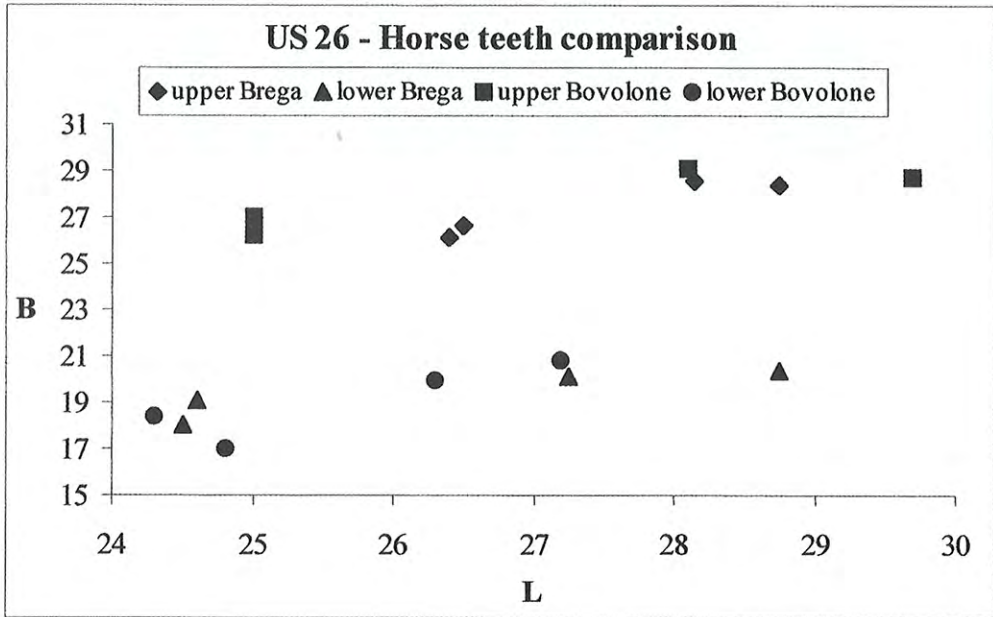 US 26 - Horse teeth comparison
upper Brega lower Brega upper Bovolone lower Bovolone
31
29
27
25
23
21
19
17
15
B
24 25 26 27 28 29 30
L